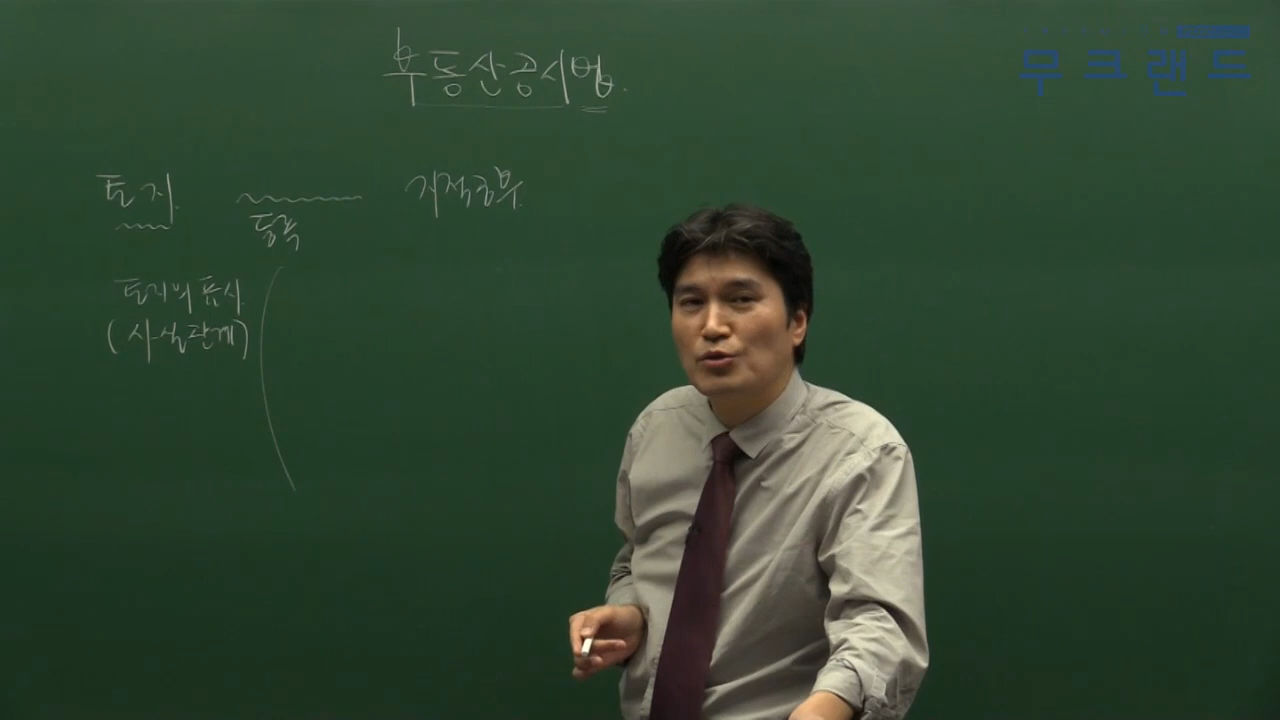 부동산공시법.
무크랜드
토지. 지적공부.
등록
토지의 표시.
(사실관계)